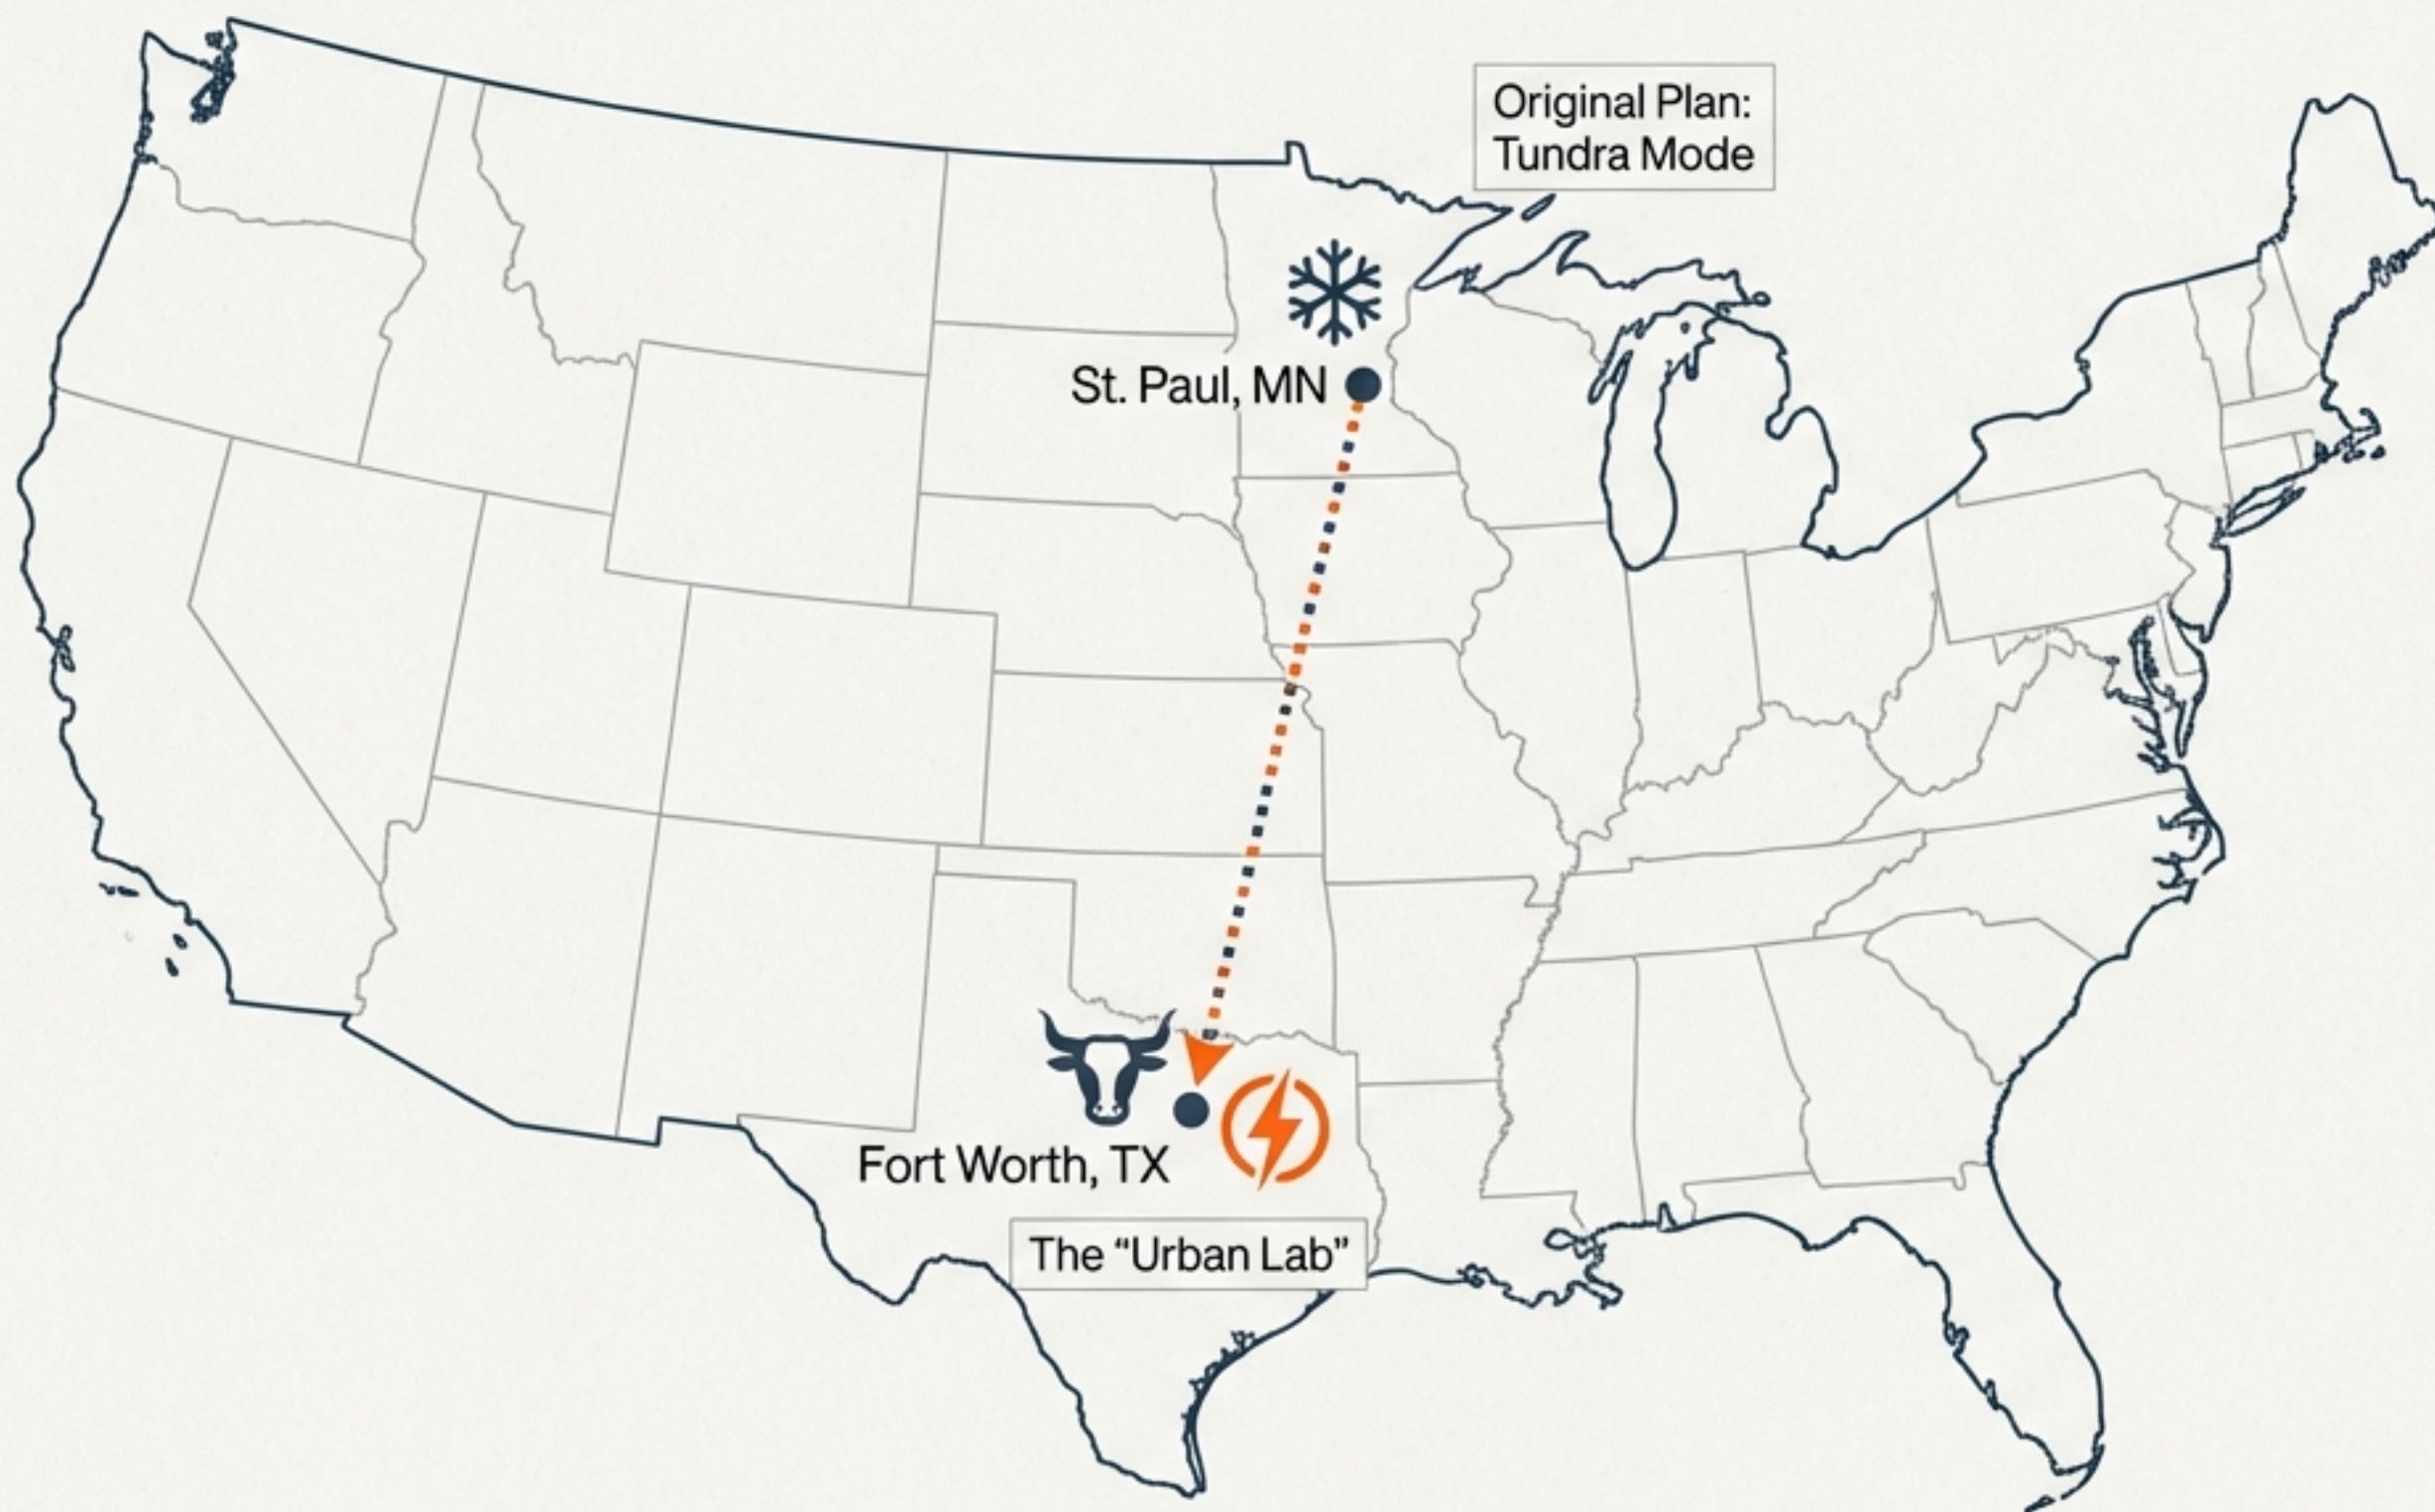 Original Plan:
Tundra Mode
St. Paul, MN
Fort Worth, TX
The “Urban Lab”